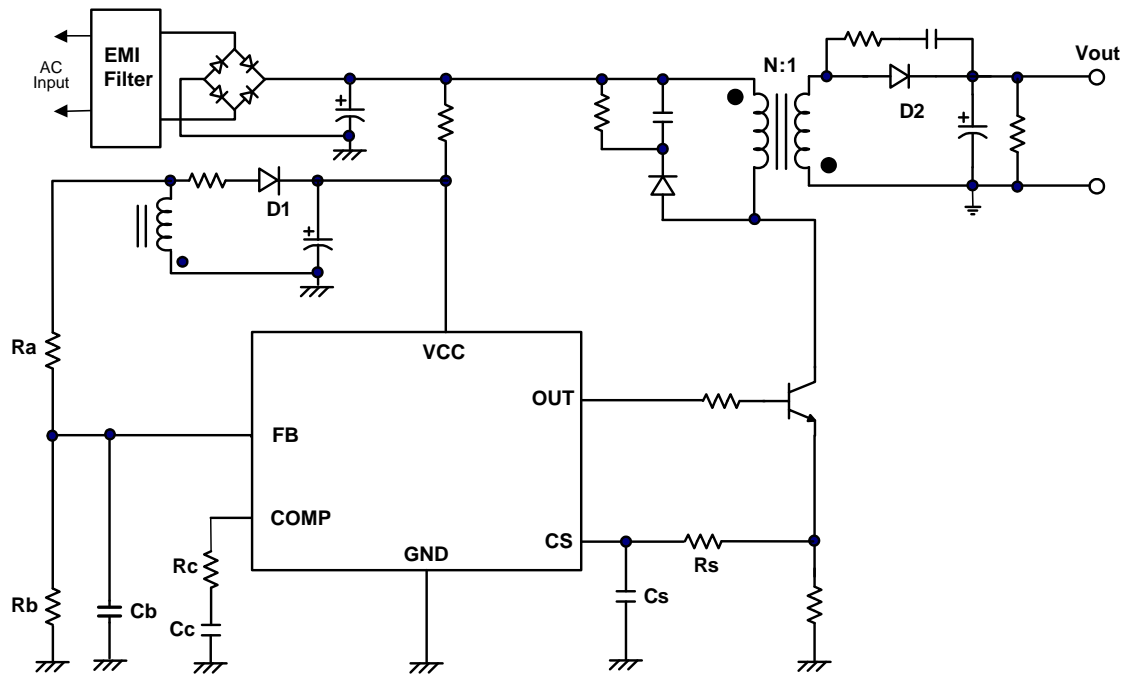 AC
Input
EMI
Filter
N:1
Vout
D2
D1
Ra
VCC
OUT
FB
COMP
CS
GND
Rc
Rs
Rb
Cb
Cc
Cs
+
+
+